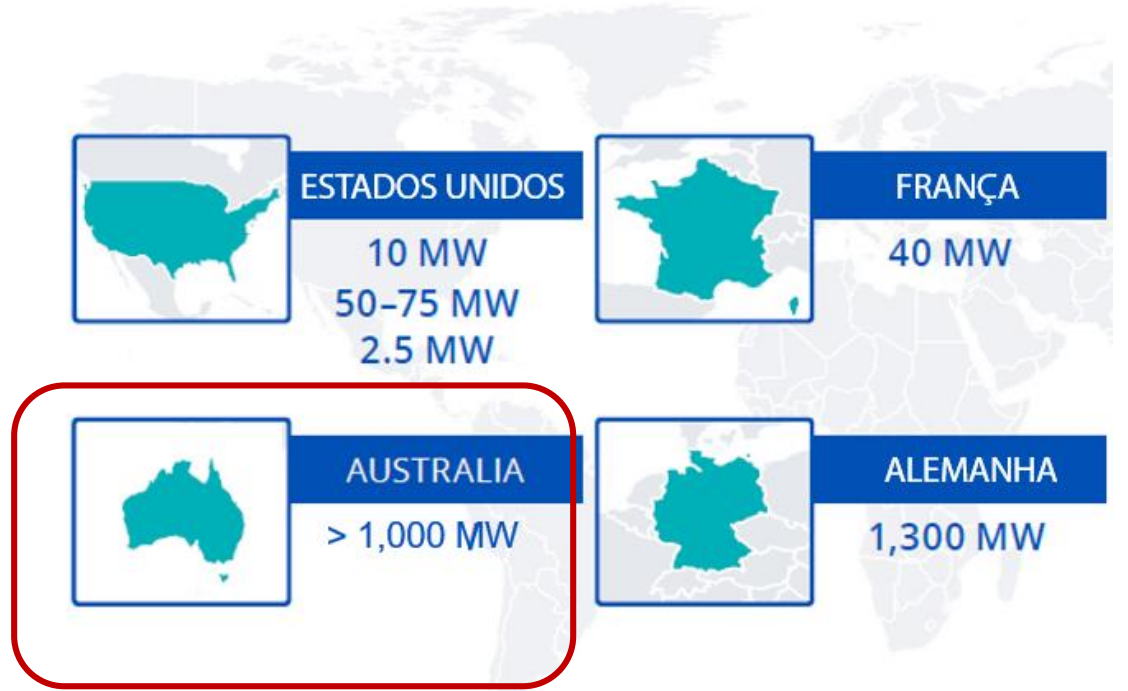 ESTADOS UNIDOS
10 MW
50–75 MW
2.5 MW
FRANÇA
40 MW
AUSTRALIA
> 1,000 MW
ALEMANHA
1,300 MW